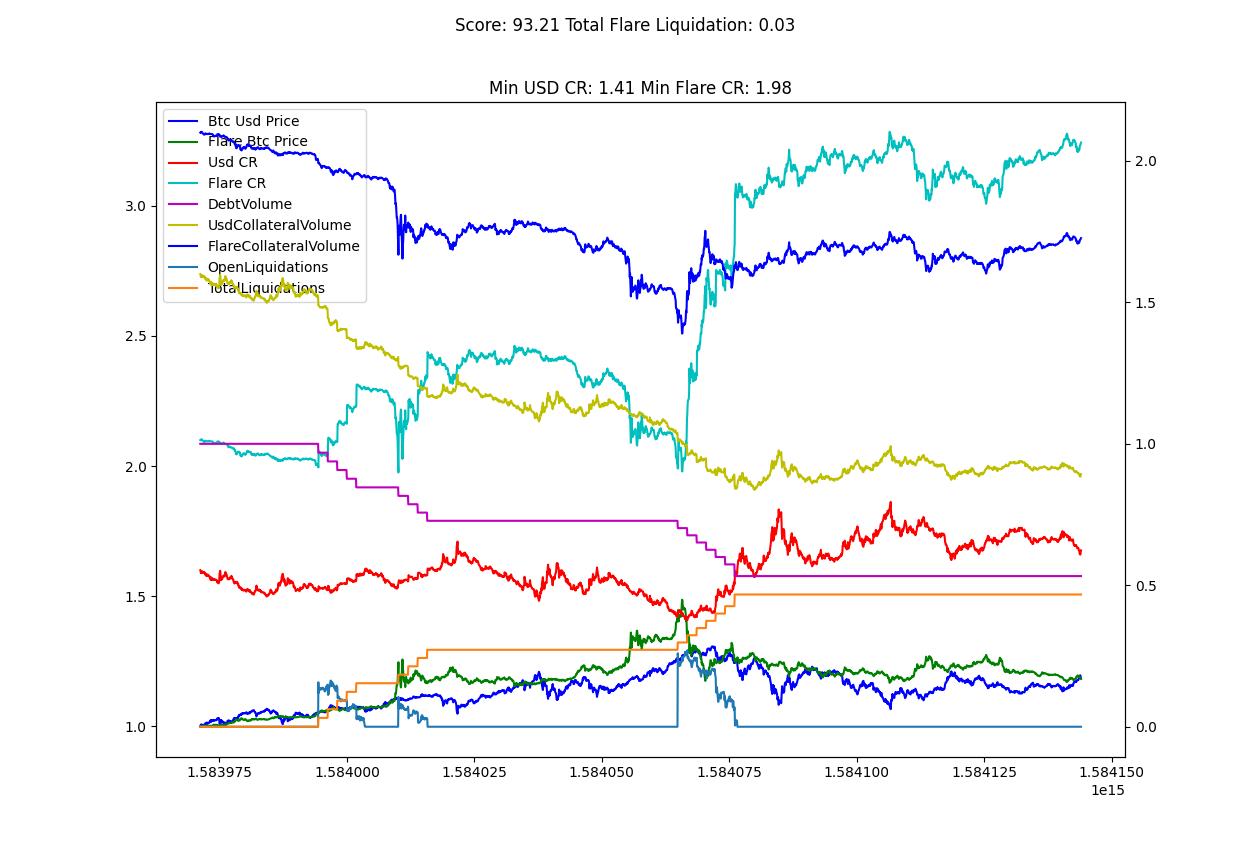 Score: 93.21 Total Flare Liquidation: 0.03
Min USD CR: 1.41 Min Flare CR: 1.98
Btc Usd Price
Flare Btc Price
Usd CR
Flare CR
DebtVolume
UsdCollateralVolume
FlareCollateralVolume
OpenLiquidations
TotalLiquidations
3.0
2.5
2.0
1.5
1.0
2.0
1.5
1.0
0.5
0.0
1.583975 1.584000 1.584025 1.584050 1.584075 1.584100 1.584125 1.584150
1e15